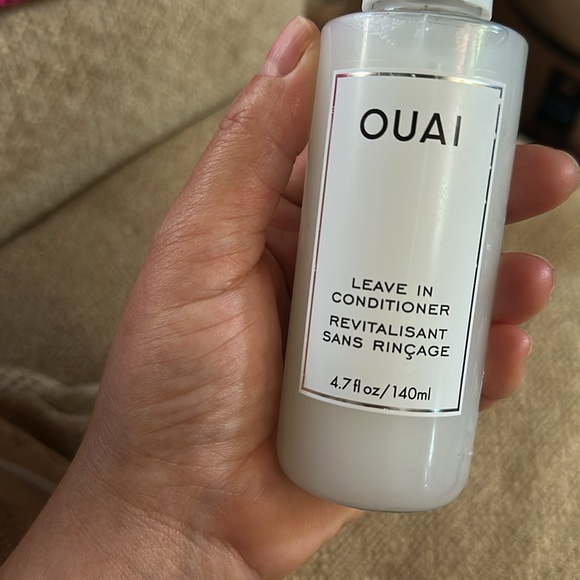 OUAI
LEAVE IN
CONDITIONER
REVITALISANT
SANS RINÇAGE
4.7 fl oz/140ml